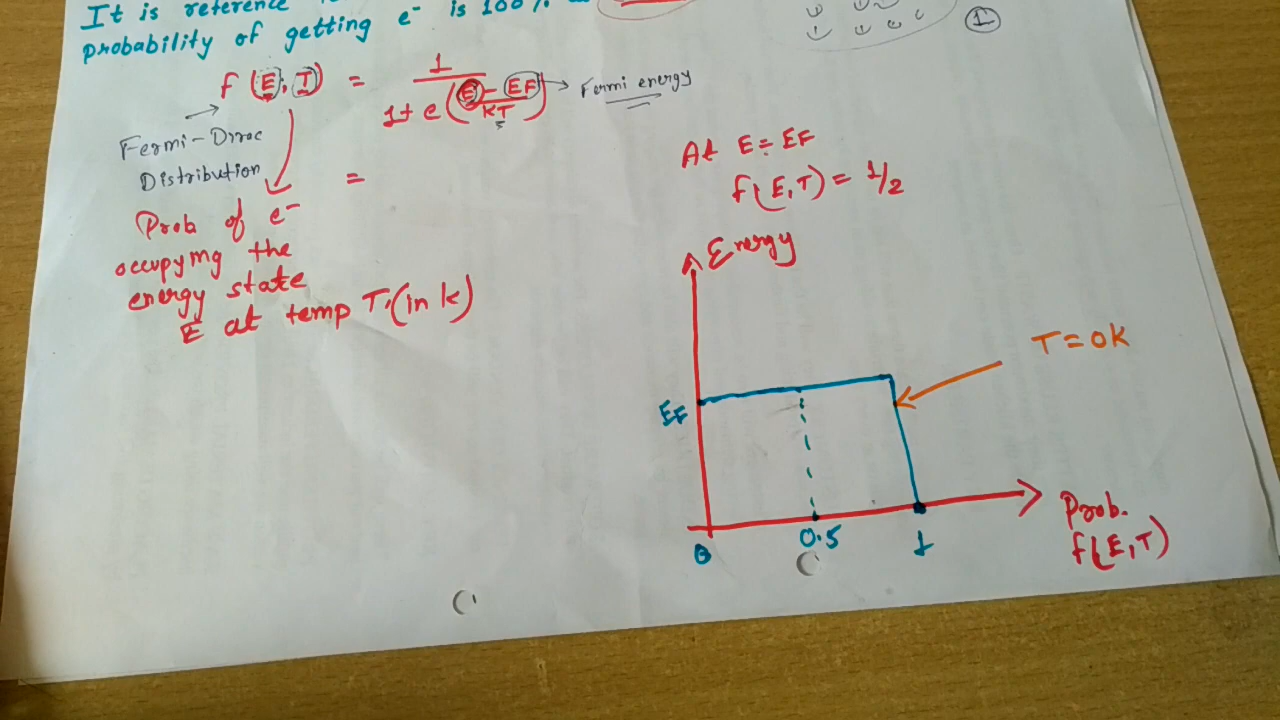 It is reference
probability of getting e⁻ is 100%.
f (E, T) = 1 / 1+ e (E - EF / KT) → Fermi energy
Fermi-Dirac
Distribution
=
Prob of e⁻
occupying the
energy state
E at temp T, (in k)
1
At E = EF
f(E,T) = 1/2
Energy
T = 0K
EF
0
0.5
1
Prob.
f(E,T)